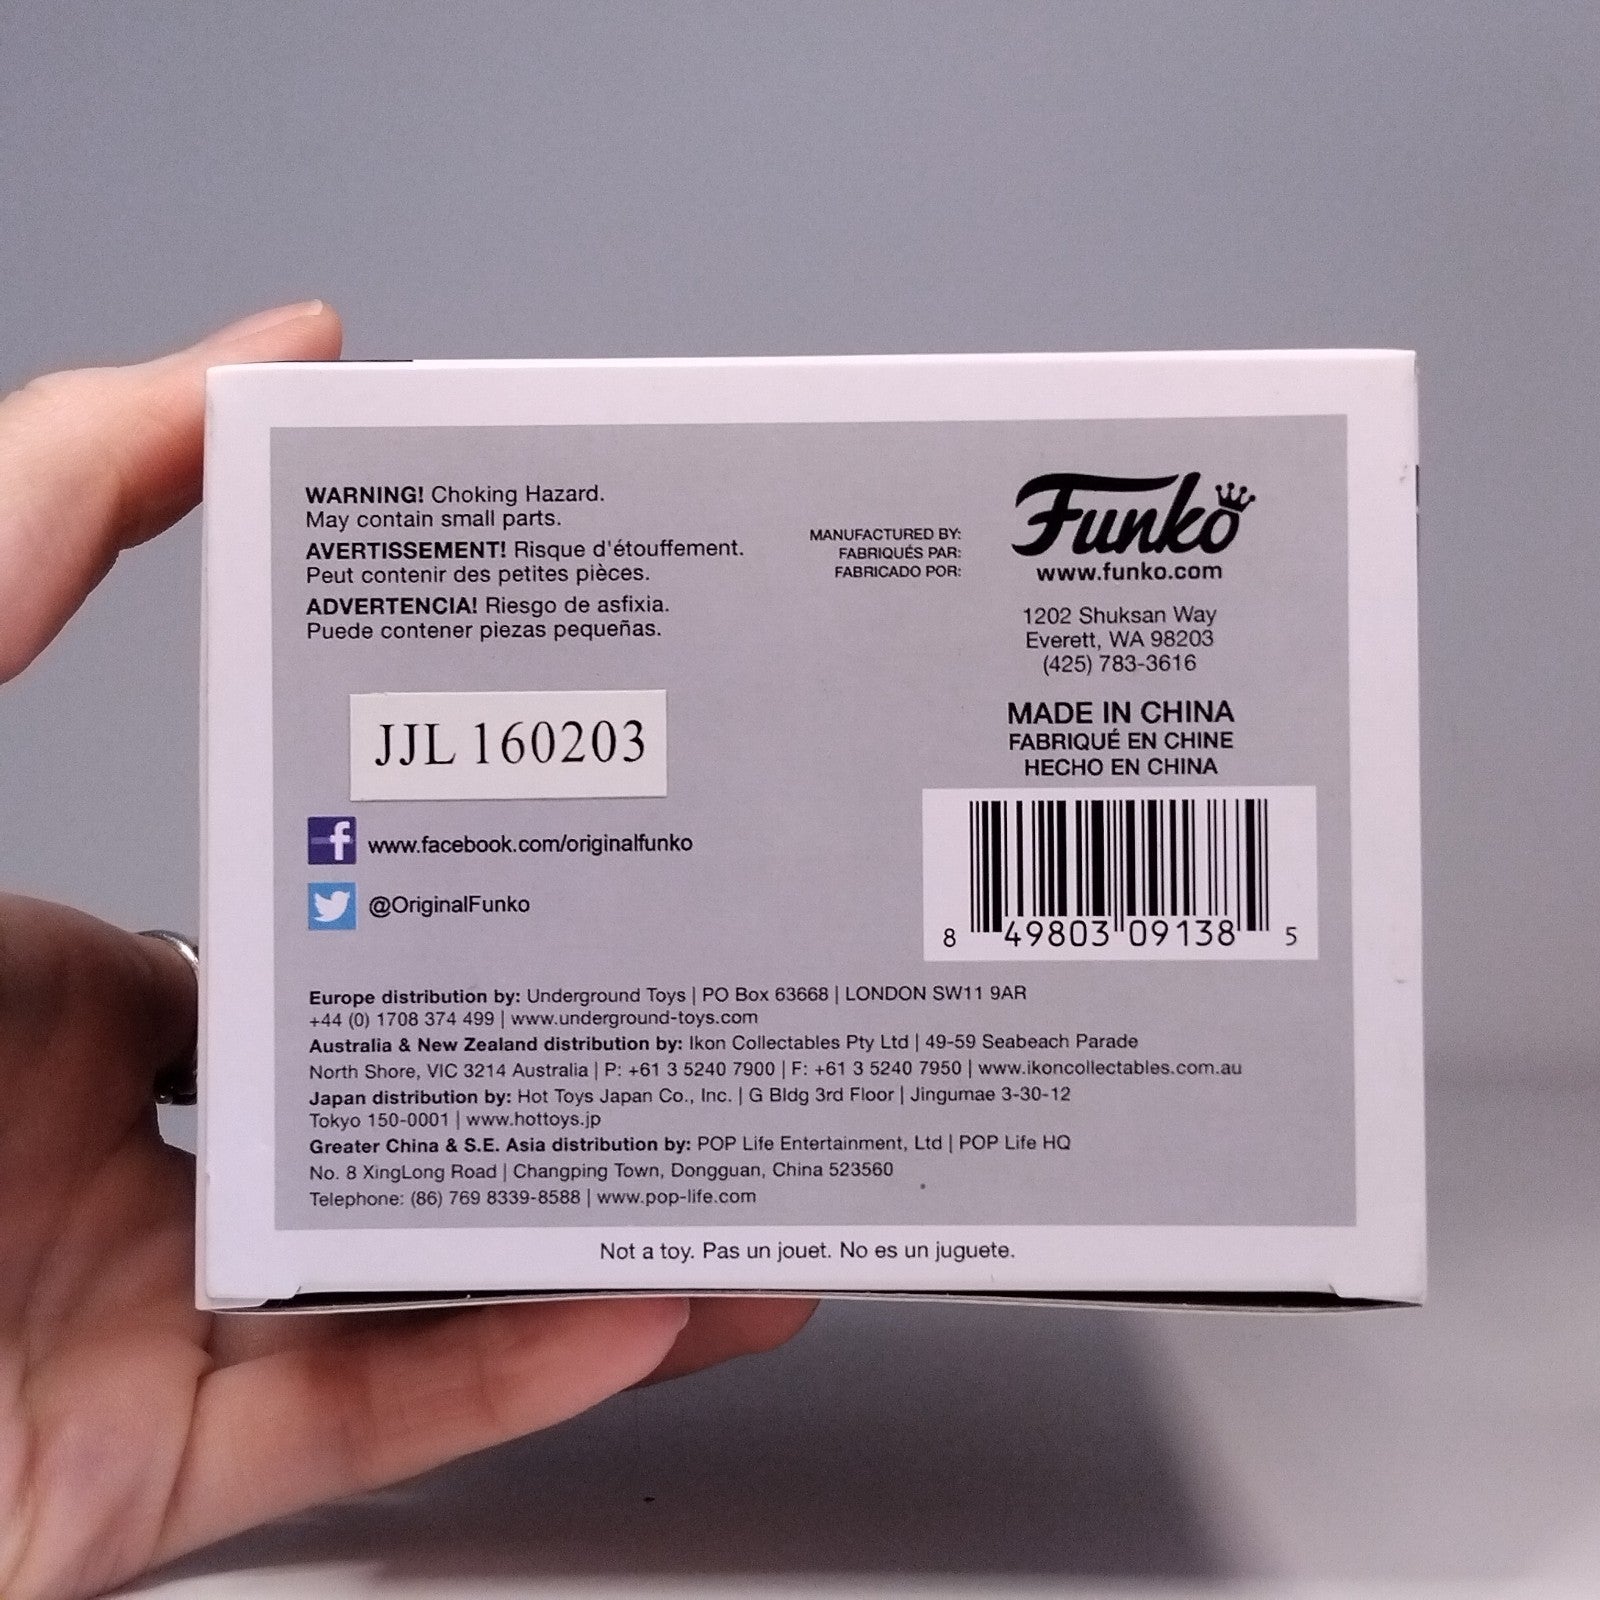 WARNING! Choking Hazard.
May contain small parts.
AVERTISSEMENT! Risque d'étouffement.
Peut contenir des petites pièces.
ADVERTENCIA! Riesgo de asfixia.
Puede contener piezas pequeñas.
MANUFACTURED BY:
FABRIQUÉS PAR:
FABRICADO POR:
Funko
www.funko.com
1202 Shuksan Way
Everett, WA 98203
(425) 783-3616
MADE IN CHINA
FABRIQUÉ EN CHINE
HECHO EN CHINA
JJL 160203
f www.facebook.com/originalfunko
@OriginalFunko
8 49803 09138 5
Europe distribution by: Underground Toys | PO Box 63668 | LONDON SW11 9AR
+44 (0) 1708 374 499 | www.underground-toys.com
Australia & New Zealand distribution by: Ikon Collectables Pty Ltd | 49-59 Seabeach Parade
North Shore, VIC 3214 Australia | P: +61 3 5240 7900 | F: +61 3 5240 7950 | www.ikoncollectables.com.au
Japan distribution by: Hot Toys Japan Co., Inc. | G Bldg 3rd Floor | Jingumae 3-30-12
Tokyo 150-0001 | www.hottoys.jp
Greater China & S.E. Asia distribution by: POP Life Entertainment, Ltd | POP Life HQ
No. 8 XingLong Road | Changping Town, Dongguan, China 523560
Telephone: (86) 769 8339-8588 | www.pop-life.com
Not a toy. Pas un jouet. No es un juguete.